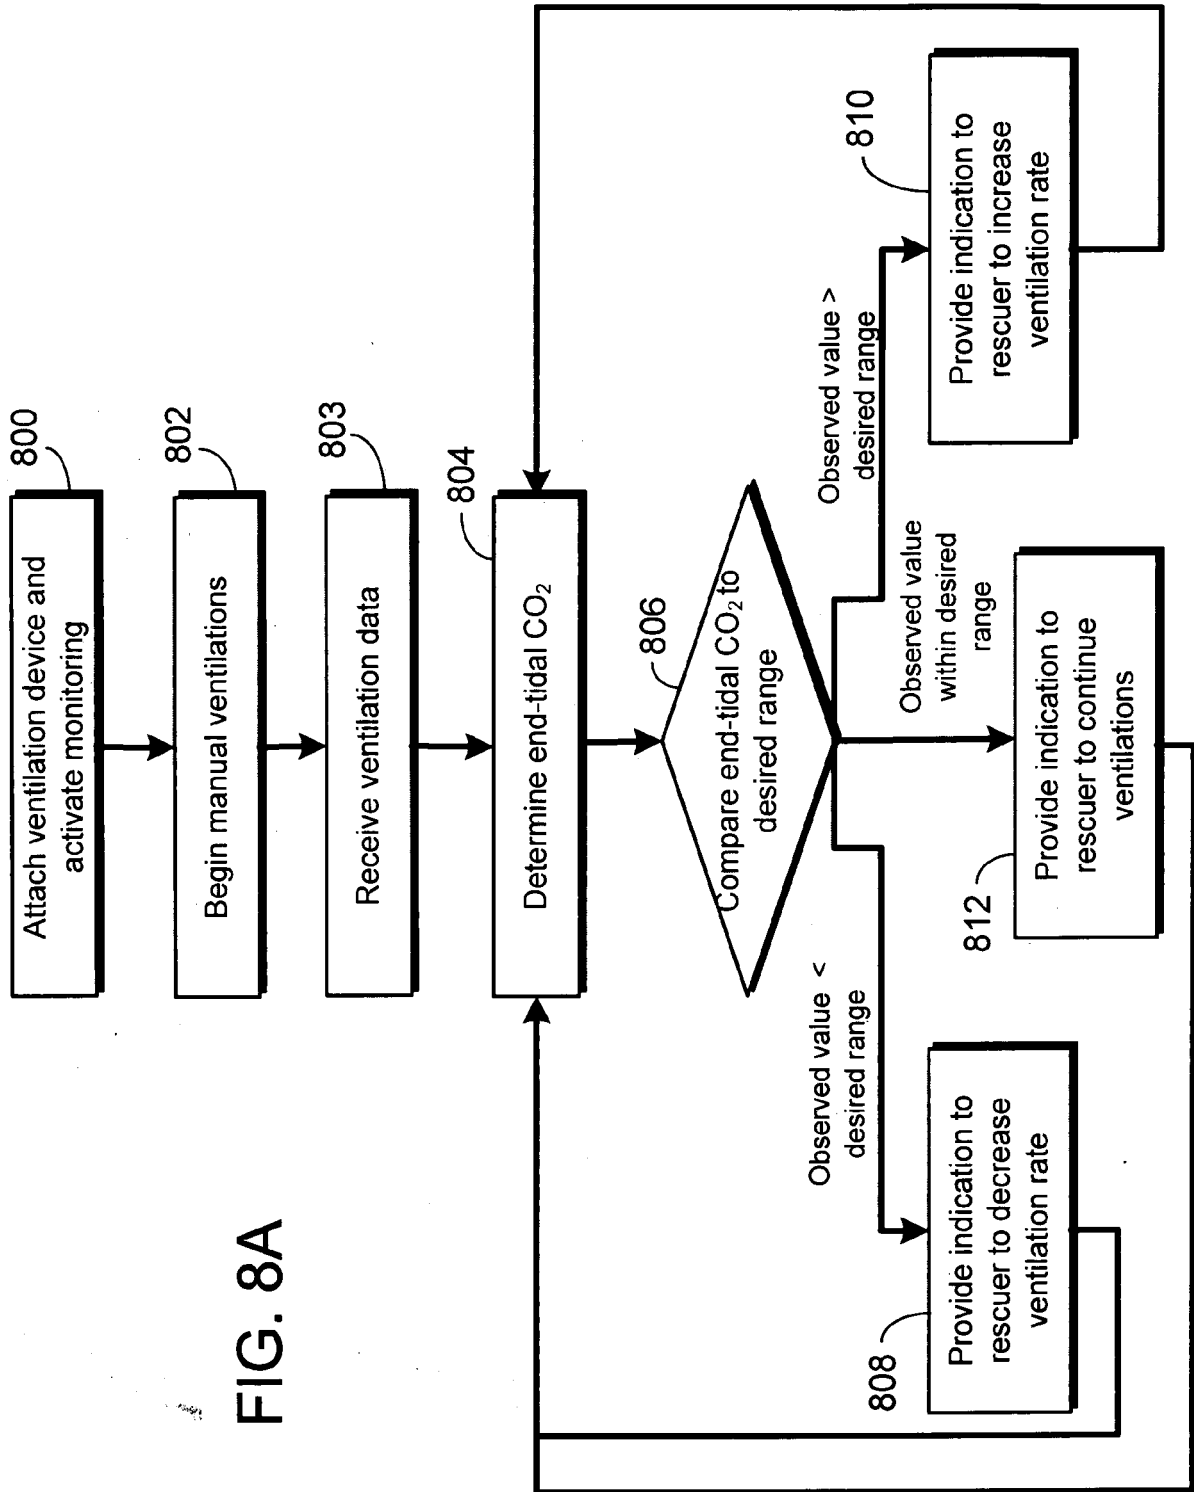 800
Attach ventilation device and
activate monitoring
802
Begin manual ventilations
803
Receive ventilation data
804
Determine end-tidal CO₂
806
Compare end-tidal CO₂ to
desired range
Observed value <
desired range
Observed value
within desired
range
Observed value >
desired range
808
Provide indication to
rescuer to decrease
ventilation rate
812
Provide indication to
rescuer to continue
ventilations
810
Provide indication to
rescuer to increase
ventilation rate
FIG. 8A